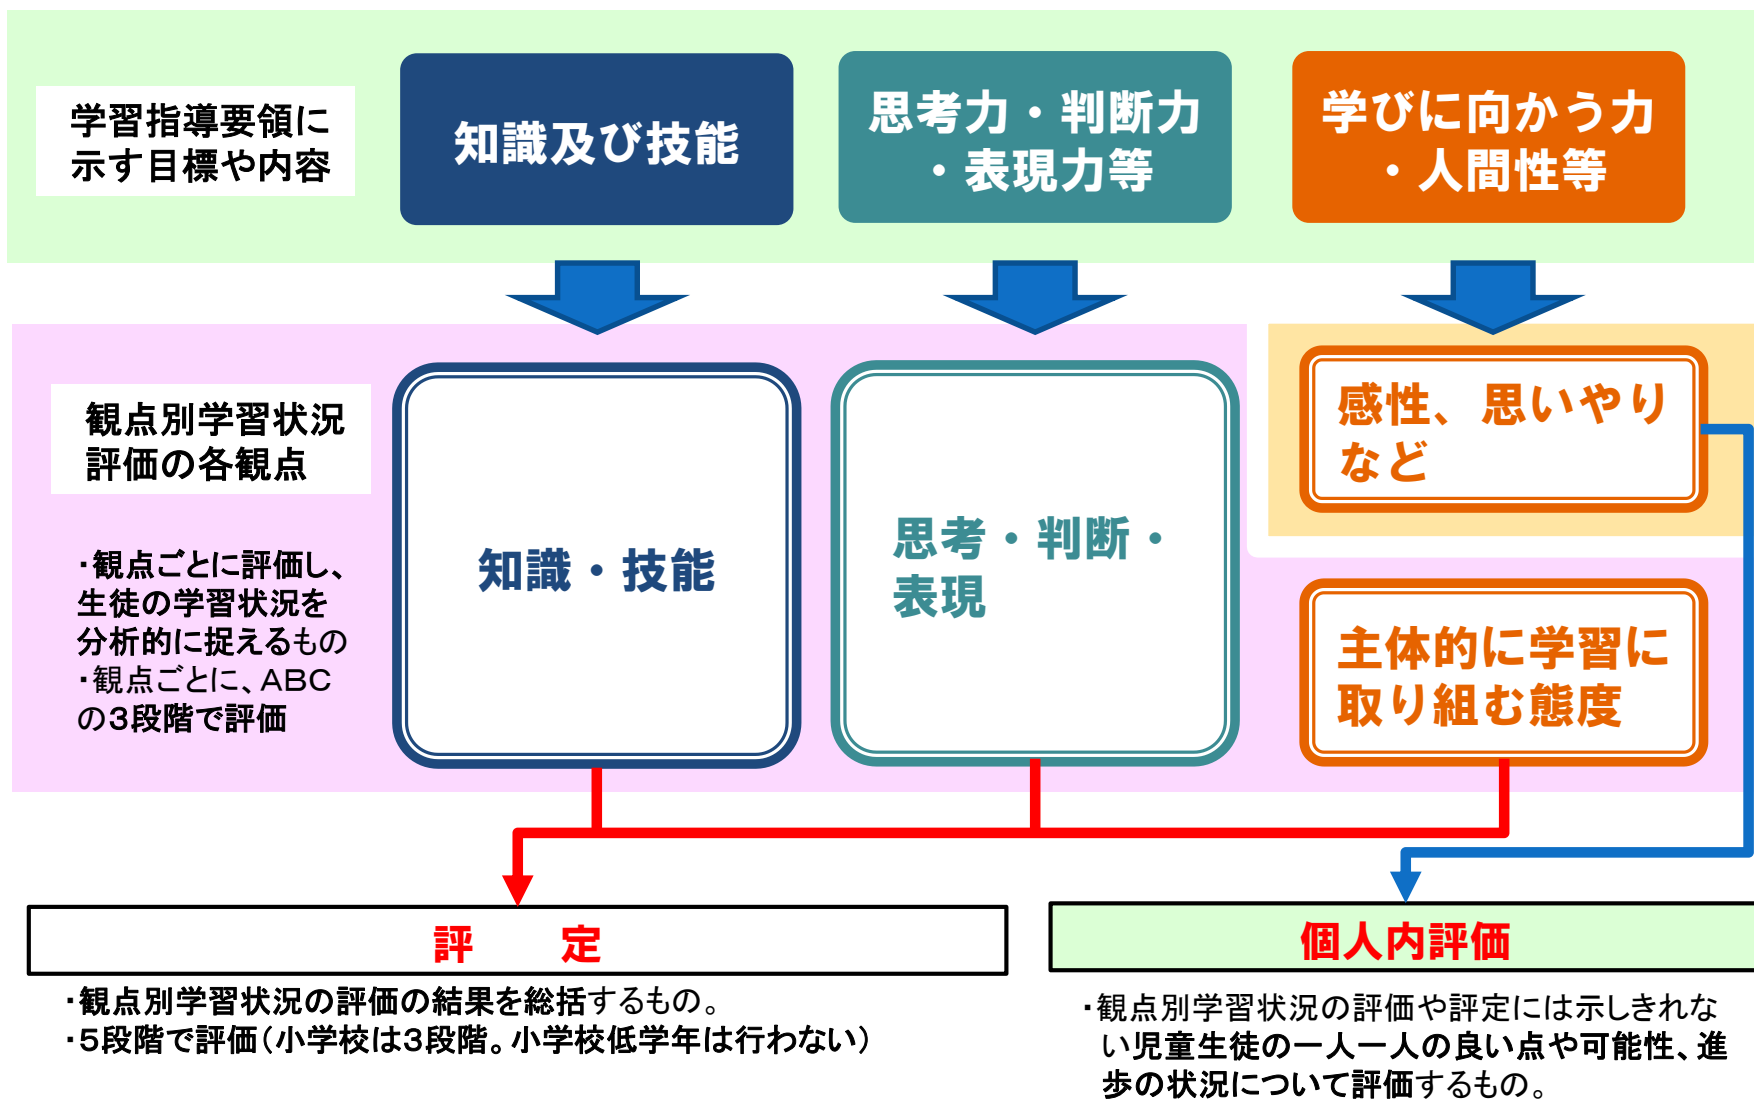 学習指導要領に
示す目標や内容
知識及び技能
思考力・判断力
・表現力等
学びに向かう力
・人間性等
観点別学習状況
評価の各観点
・観点ごとに評価し、
生徒の学習状況を
分析的に捉えるもの
・観点ごとに、ABC
の3段階で評価
知識・技能
思考・判断・
表現
感性、思いやり
など
主体的に学習に
取り組む態度
評　　定
・観点別学習状況の評価の結果を総括するもの。
・5段階で評価(小学校は3段階。小学校低学年は行わない)
個人内評価
・観点別学習状況の評価や評定には示しきれな
い児童生徒の一人一人の良い点や可能性、進
歩の状況について評価するもの。